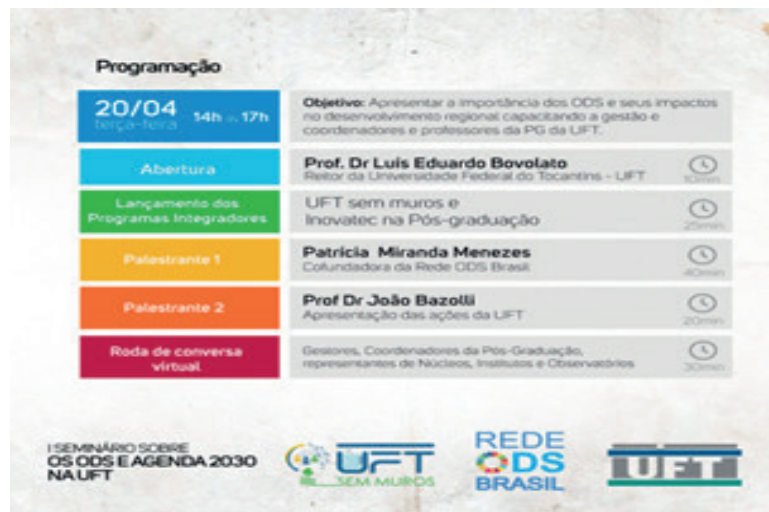 Programação
20/04
terça-feira
14h às 17h
Objetivo: Apresentar a importância dos ODS e seus impactos
no desenvolvimento regional capacitando a gestão e
coordenadores e professores da PG da UFT.
Abertura
Prof. Dr Luís Eduardo Bovolato
Reitor da Universidade Federal do Tocantins - UFT
10min
Lançamento dos
Programas Integradores
UFT sem muros e
Inovatec na Pós-graduação
25min
Palestrante 1
Patrícia Miranda Menezes
Cofundadora da Rede ODS Brasil
40min
Palestrante 2
Prof Dr João Bazolli
Apresentação das ações da UFT
20min
Roda de conversa
virtual
Gestores, Coordenadores da Pós-Graduação,
representantes de Núcleos, Institutos e Observatórios
30min
I SEMINÁRIO SOBRE
OS ODS E AGENDA 2030
NA UFT
UFT
SEM MUROS
REDE
ODS
BRASIL
UFT